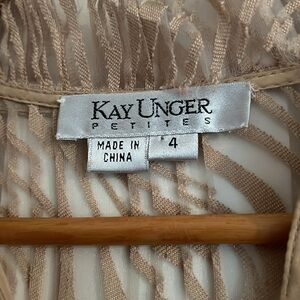 KAY UNGER
PETITES
MADE IN
CHINA
4